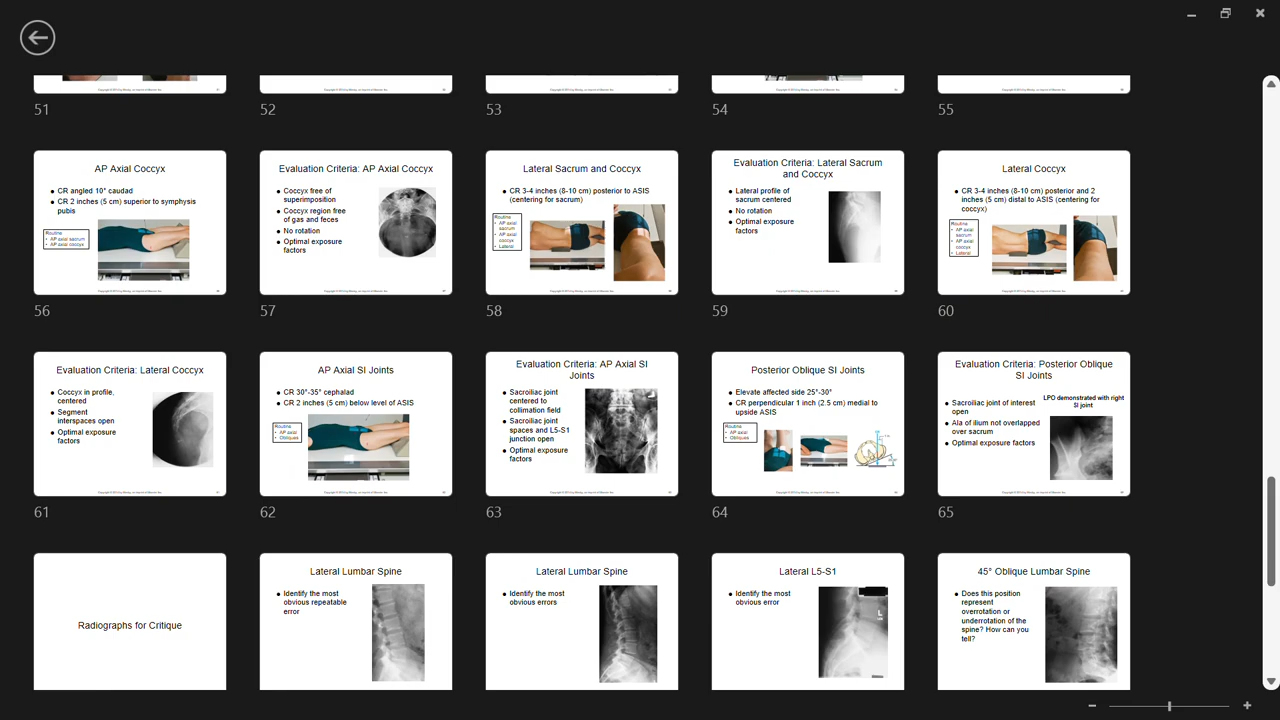 51
52
53
54
55
AP Axial Coccyx
• CR angled 10° caudad
• CR 2 inches (5 cm) superior to symphysis
pubis
Routine
• AP axial sacrum
• AP axial coccyx
56
Evaluation Criteria: AP Axial Coccyx
• Coccyx free of
superimposition
• Coccyx region free
of gas and feces
• No rotation
• Optimal exposure
factors
57
Lateral Sacrum and Coccyx
• CR 3-4 inches (8-10 cm) posterior to ASIS
(centering for sacrum)
Routine
• AP axial
sacrum
• AP axial
coccyx
• Lateral
58
Evaluation Criteria: Lateral Sacrum
and Coccyx
• Lateral profile of
sacrum centered
• No rotation
• Optimal exposure
factors
59
Lateral Coccyx
• CR 3-4 inches (8-10 cm) posterior and 2
inches (5 cm) distal to ASIS (centering for
coccyx)
Routine
• AP axial
sacrum
• AP axial
coccyx
• Lateral
60
Evaluation Criteria: Lateral Coccyx
• Coccyx in profile,
centered
• Segment
interspaces open
• Optimal exposure
factors
61
AP Axial SI Joints
• CR 30°-35° cephalad
• CR 2 inches (5 cm) below level of ASIS
Routine
• AP axial
• Obliques
62
Evaluation Criteria: AP Axial SI
Joints
• Sacroiliac joint
centered to
collimation field
• Sacroiliac joint
spaces and L5-S1
junction open
• Optimal exposure
factors
63
Posterior Oblique SI Joints
• Elevate affected side 25°-30°
• CR perpendicular 1 inch (2.5 cm) medial to
upside ASIS
Routine
• AP axial
• Obliques
64
Evaluation Criteria: Posterior Oblique
SI Joints
LPO demonstrated with right
SI joint
• Sacroiliac joint of interest
open
• Ala of ilium not overlapped
over sacrum
• Optimal exposure factors
65
Radiographs for Critique
Lateral Lumbar Spine
• Identify the most
obvious repeatable
error
Lateral Lumbar Spine
• Identify the most
obvious errors
Lateral L5-S1
• Identify the most
obvious error
L
45° Oblique Lumbar Spine
• Does this position
represent
overrotation or
underrotation of the
spine? How can you
tell?